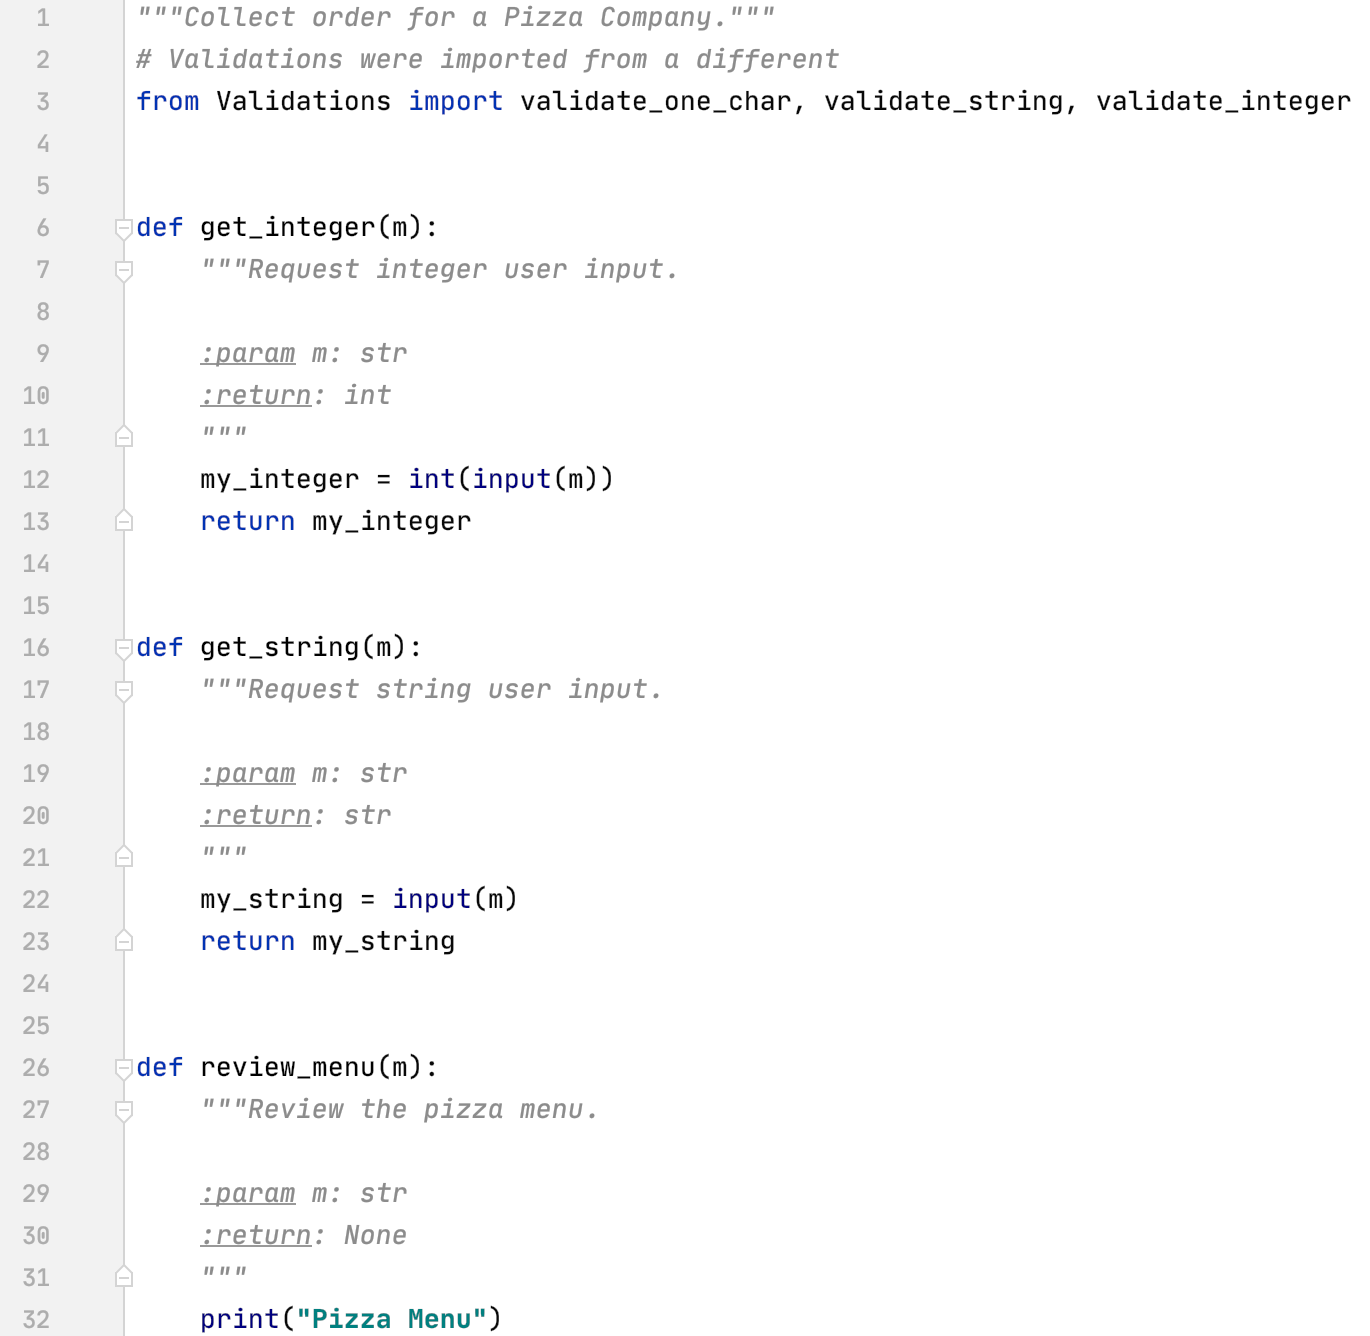 1 """Collect order for a Pizza Company."""
2 # Validations were imported from a different
3 from Validations import validate_one_char, validate_string, validate_integer
4
5
6 def get_integer(m):
7     """Request integer user input.
8
9     :param m: str
10     :return: int
11     """
12     my_integer = int(input(m))
13     return my_integer
14
15
16 def get_string(m):
17     """Request string user input.
18
19     :param m: str
20     :return: str
21     """
22     my_string = input(m)
23     return my_string
24
25
26 def review_menu(m):
27     """Review the pizza menu.
28
29     :param m: str
30     :return: None
31     """
32     print("Pizza Menu")